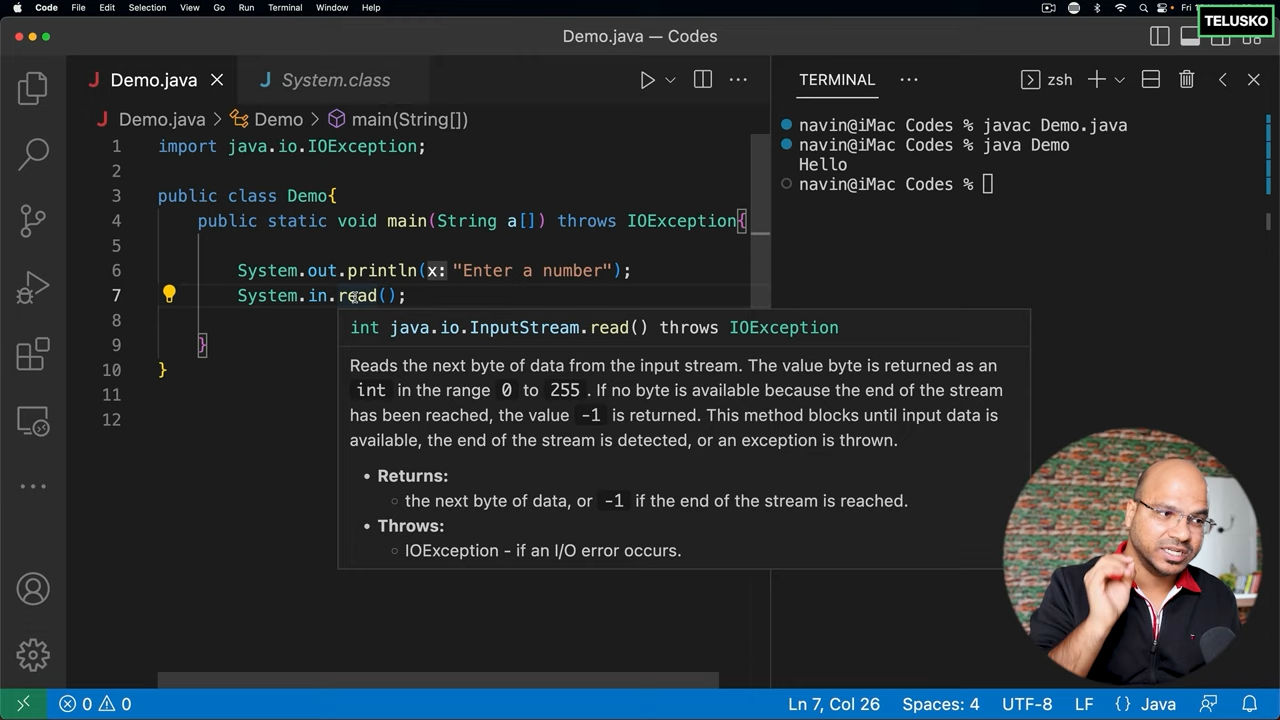 Code File Edit Selection View Go Run Terminal Window Help Fri
TELUSKO
Demo.java — Codes
J Demo.java J System.class
TERMINAL zsh
J Demo.java > Demo > main(String[])
1 import java.io.IOException;
2
3 public class Demo{
4 public static void main(String a[]) throws IOException{
5
6 System.out.println(x: "Enter a number");
7 System.in.read();
8
9 }
10 }
11
12
int java.io.InputStream.read() throws IOException
Reads the next byte of data from the input stream. The value byte is returned as an
int in the range 0 to 255 . If no byte is available because the end of the stream
has been reached, the value -1 is returned. This method blocks until input data is
available, the end of the stream is detected, or an exception is thrown.
• Returns:
◦ the next byte of data, or -1 if the end of the stream is reached.
• Throws:
◦ IOException - if an I/O error occurs.
navin@iMac Codes % javac Demo.java
navin@iMac Codes % java Demo
Hello
navin@iMac Codes %
0 0 Ln 7, Col 26 Spaces: 4 UTF-8 LF {} Java